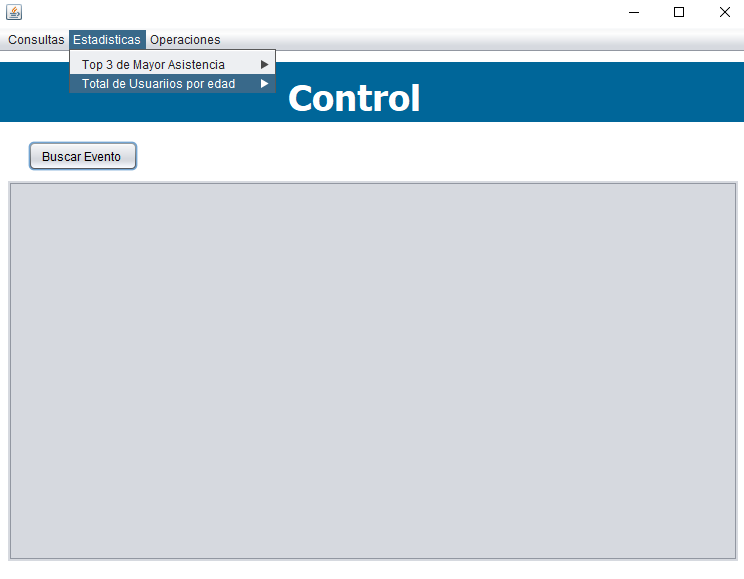 Consultas Estadisticas Operaciones
Top 3 de Mayor Asistencia
Total de Usuariios por edad
Control
Buscar Evento